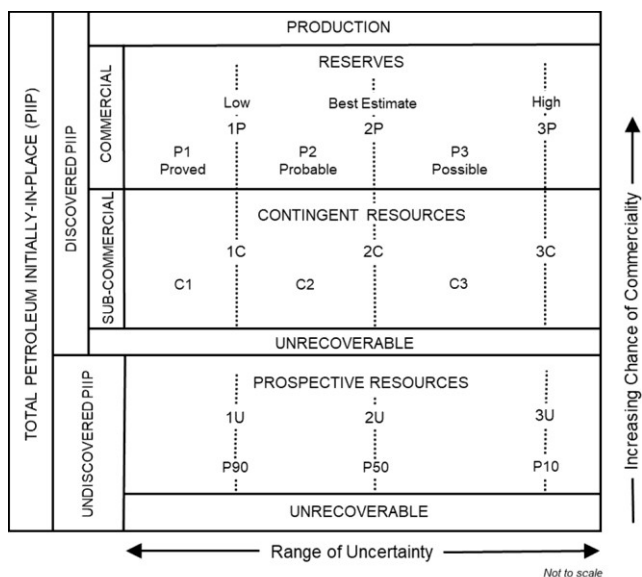 PRODUCTION
RESERVES
Low Best Estimate High
1P 2P 3P
P1 P2 P3
Proved Probable Possible
CONTINGENT RESOURCES
1C 2C 3C
C1 C2 C3
UNRECOVERABLE
PROSPECTIVE RESOURCES
1U 2U 3U
P90 P50 P10
UNRECOVERABLE
TOTAL PETROLEUM INITIALLY-IN-PLACE (PIIP)
DISCOVERED PIIP
UNDISCOVERED PIIP
COMMERCIAL
SUB-COMMERCIAL
Increasing Chance of Commerciality
Range of Uncertainty
Not to scale